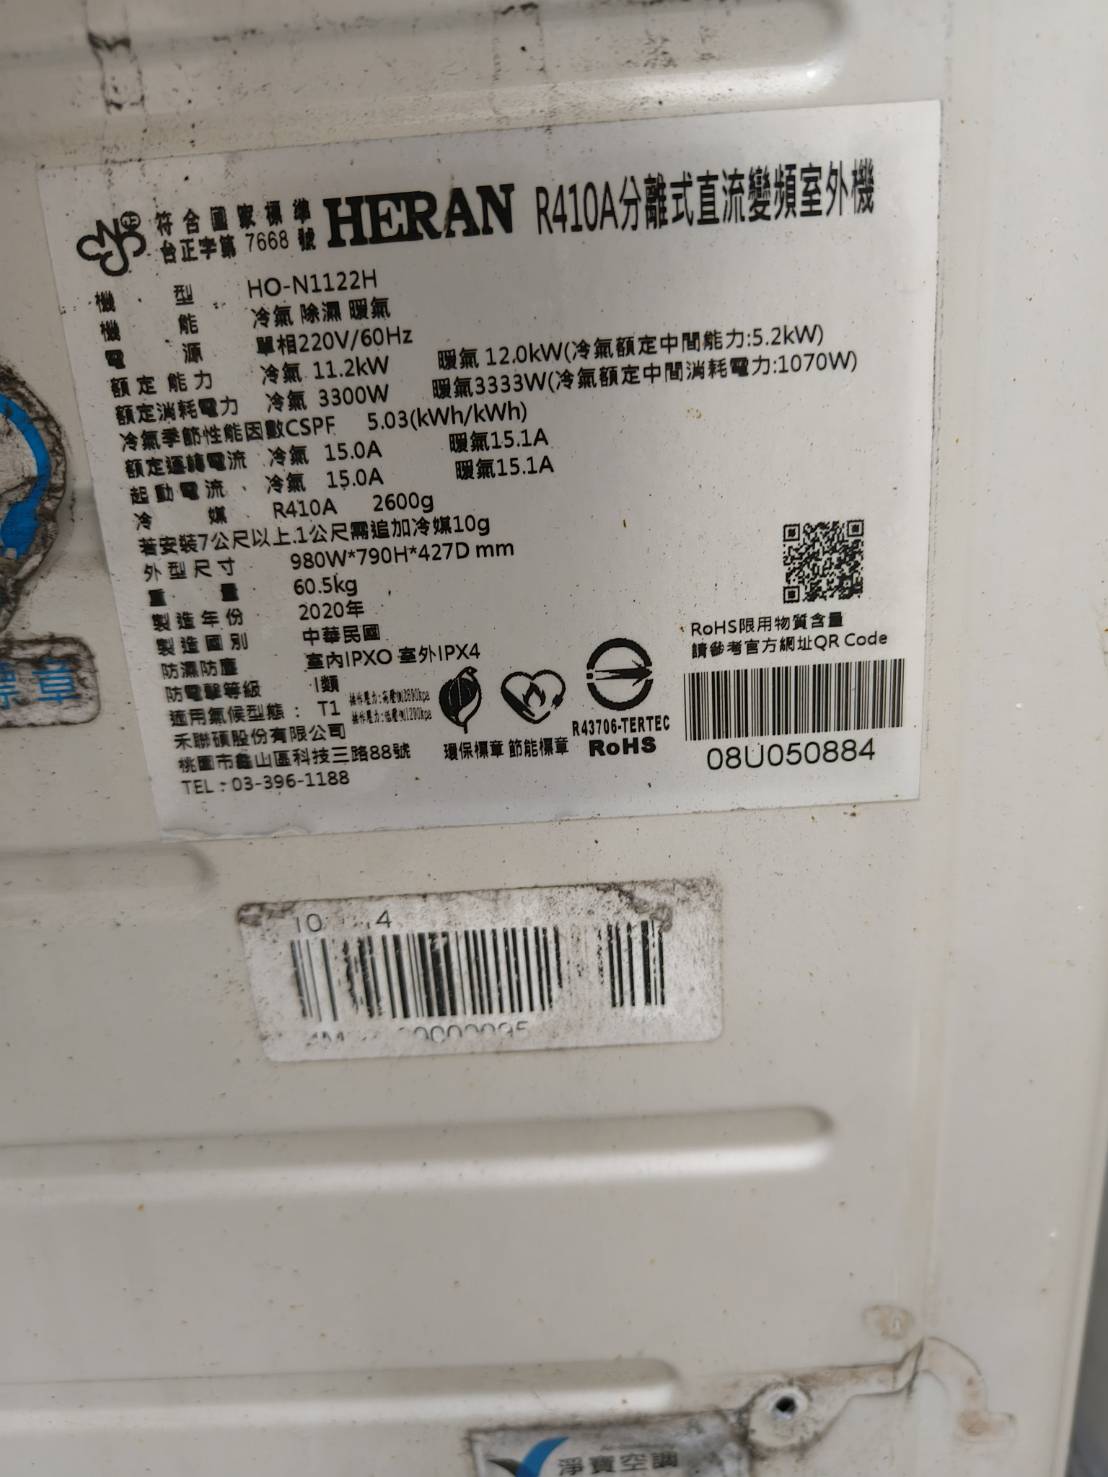 符合國家標準
台正字第 7668 號
HERAN R410A分離式直流變頻室外機
機型 HO-N1122H
機能 冷氣 除濕 暖氣
電源 單相220V/60Hz
額定能力 冷氣 11.2kW 暖氣 12.0kW(冷氣額定中間能力:5.2kW)
額定消耗電力 冷氣 3300W 暖氣3333W(冷氣額定中間消耗電力:1070W)
冷氣季節性能因數CSPF 5.03(kWh/kWh)
額定運轉電流 冷氣 15.0A 暖氣15.1A
起動電流 冷氣 15.0A 暖氣15.1A
冷媒 R410A 2600g
若安裝7公尺以上.1公尺需追加冷媒10g
外型尺寸 980W*790H*427D mm
重量 60.5kg
製造年份 2020年
製造國別 中華民國
防濕防塵 室內IPX0 室外IPX4
防電擊等級 I類
適用氣候型態：T1
禾聯碩股份有限公司
桃園市龜山區科技三路88號
TEL：03-396-1188
環保標章 節能標章
R43706-TERTEC
RoHS
RoHS限用物質含量
請參考官方網址QR Code
08U050884
標章
淨寶空調